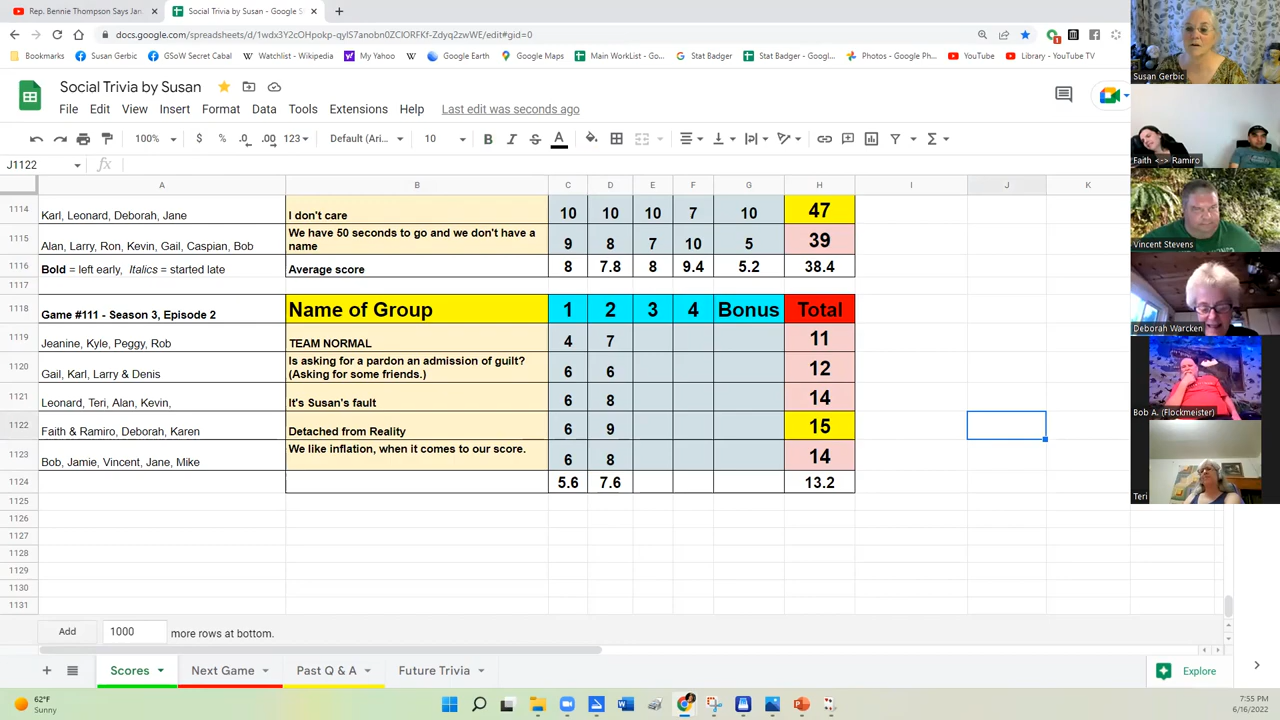 Rep. Bennie Thompson Says Jan
Social Trivia by Susan - Google S
Bookmarks Susan Gerbic GSoW Secret Cabal Watchlist - Wikipedia My Yahoo Google Earth Google Maps Main WorkList - Go... Stat Badger Stat Badger - Googl... Photos - Google Ph... YouTube Library - YouTube TV
Social Trivia by Susan
File Edit View Insert Format Data Tools Extensions Help Last edit was seconds ago
100% $ % .0 .00 123 Default (Ari... 10 B I S A
J1122 fx
A B C D E F G H I J K
1114 Karl, Leonard, Deborah, Jane I don't care 10 10 10 7 10 47
1115 Alan, Larry, Ron, Kevin, Gail, Caspian, Bob We have 50 seconds to go and we don't have a name 9 8 7 10 5 39
1116 Bold = left early, Italics = started late Average score 8 7.8 8 9.4 5.2 38.4
1117
1118 Game #111 - Season 3, Episode 2 Name of Group 1 2 3 4 Bonus Total
1119 Jeanine, Kyle, Peggy, Rob TEAM NORMAL 4 7 11
1120 Gail, Karl, Larry & Denis Is asking for a pardon an admission of guilt? (Asking for some friends.) 6 6 12
1121 Leonard, Teri, Alan, Kevin, It's Susan's fault 6 8 14
1122 Faith & Ramiro, Deborah, Karen Detached from Reality 6 9 15
1123 Bob, Jamie, Vincent, Jane, Mike We like inflation, when it comes to our score. 6 8 14
1124 5.6 7.6 13.2
1125
1126
1127
1128
1129
1130
1131
Add 1000 more rows at bottom.
Scores Next Game Past Q & A Future Trivia Explore
62°F
Sunny
7:55 PM
6/16/2022
Susan Gerbic
Faith <-> Ramiro
Vincent Stevens
Deborah Warcken
Bob A. (Flockmeister)
Teri